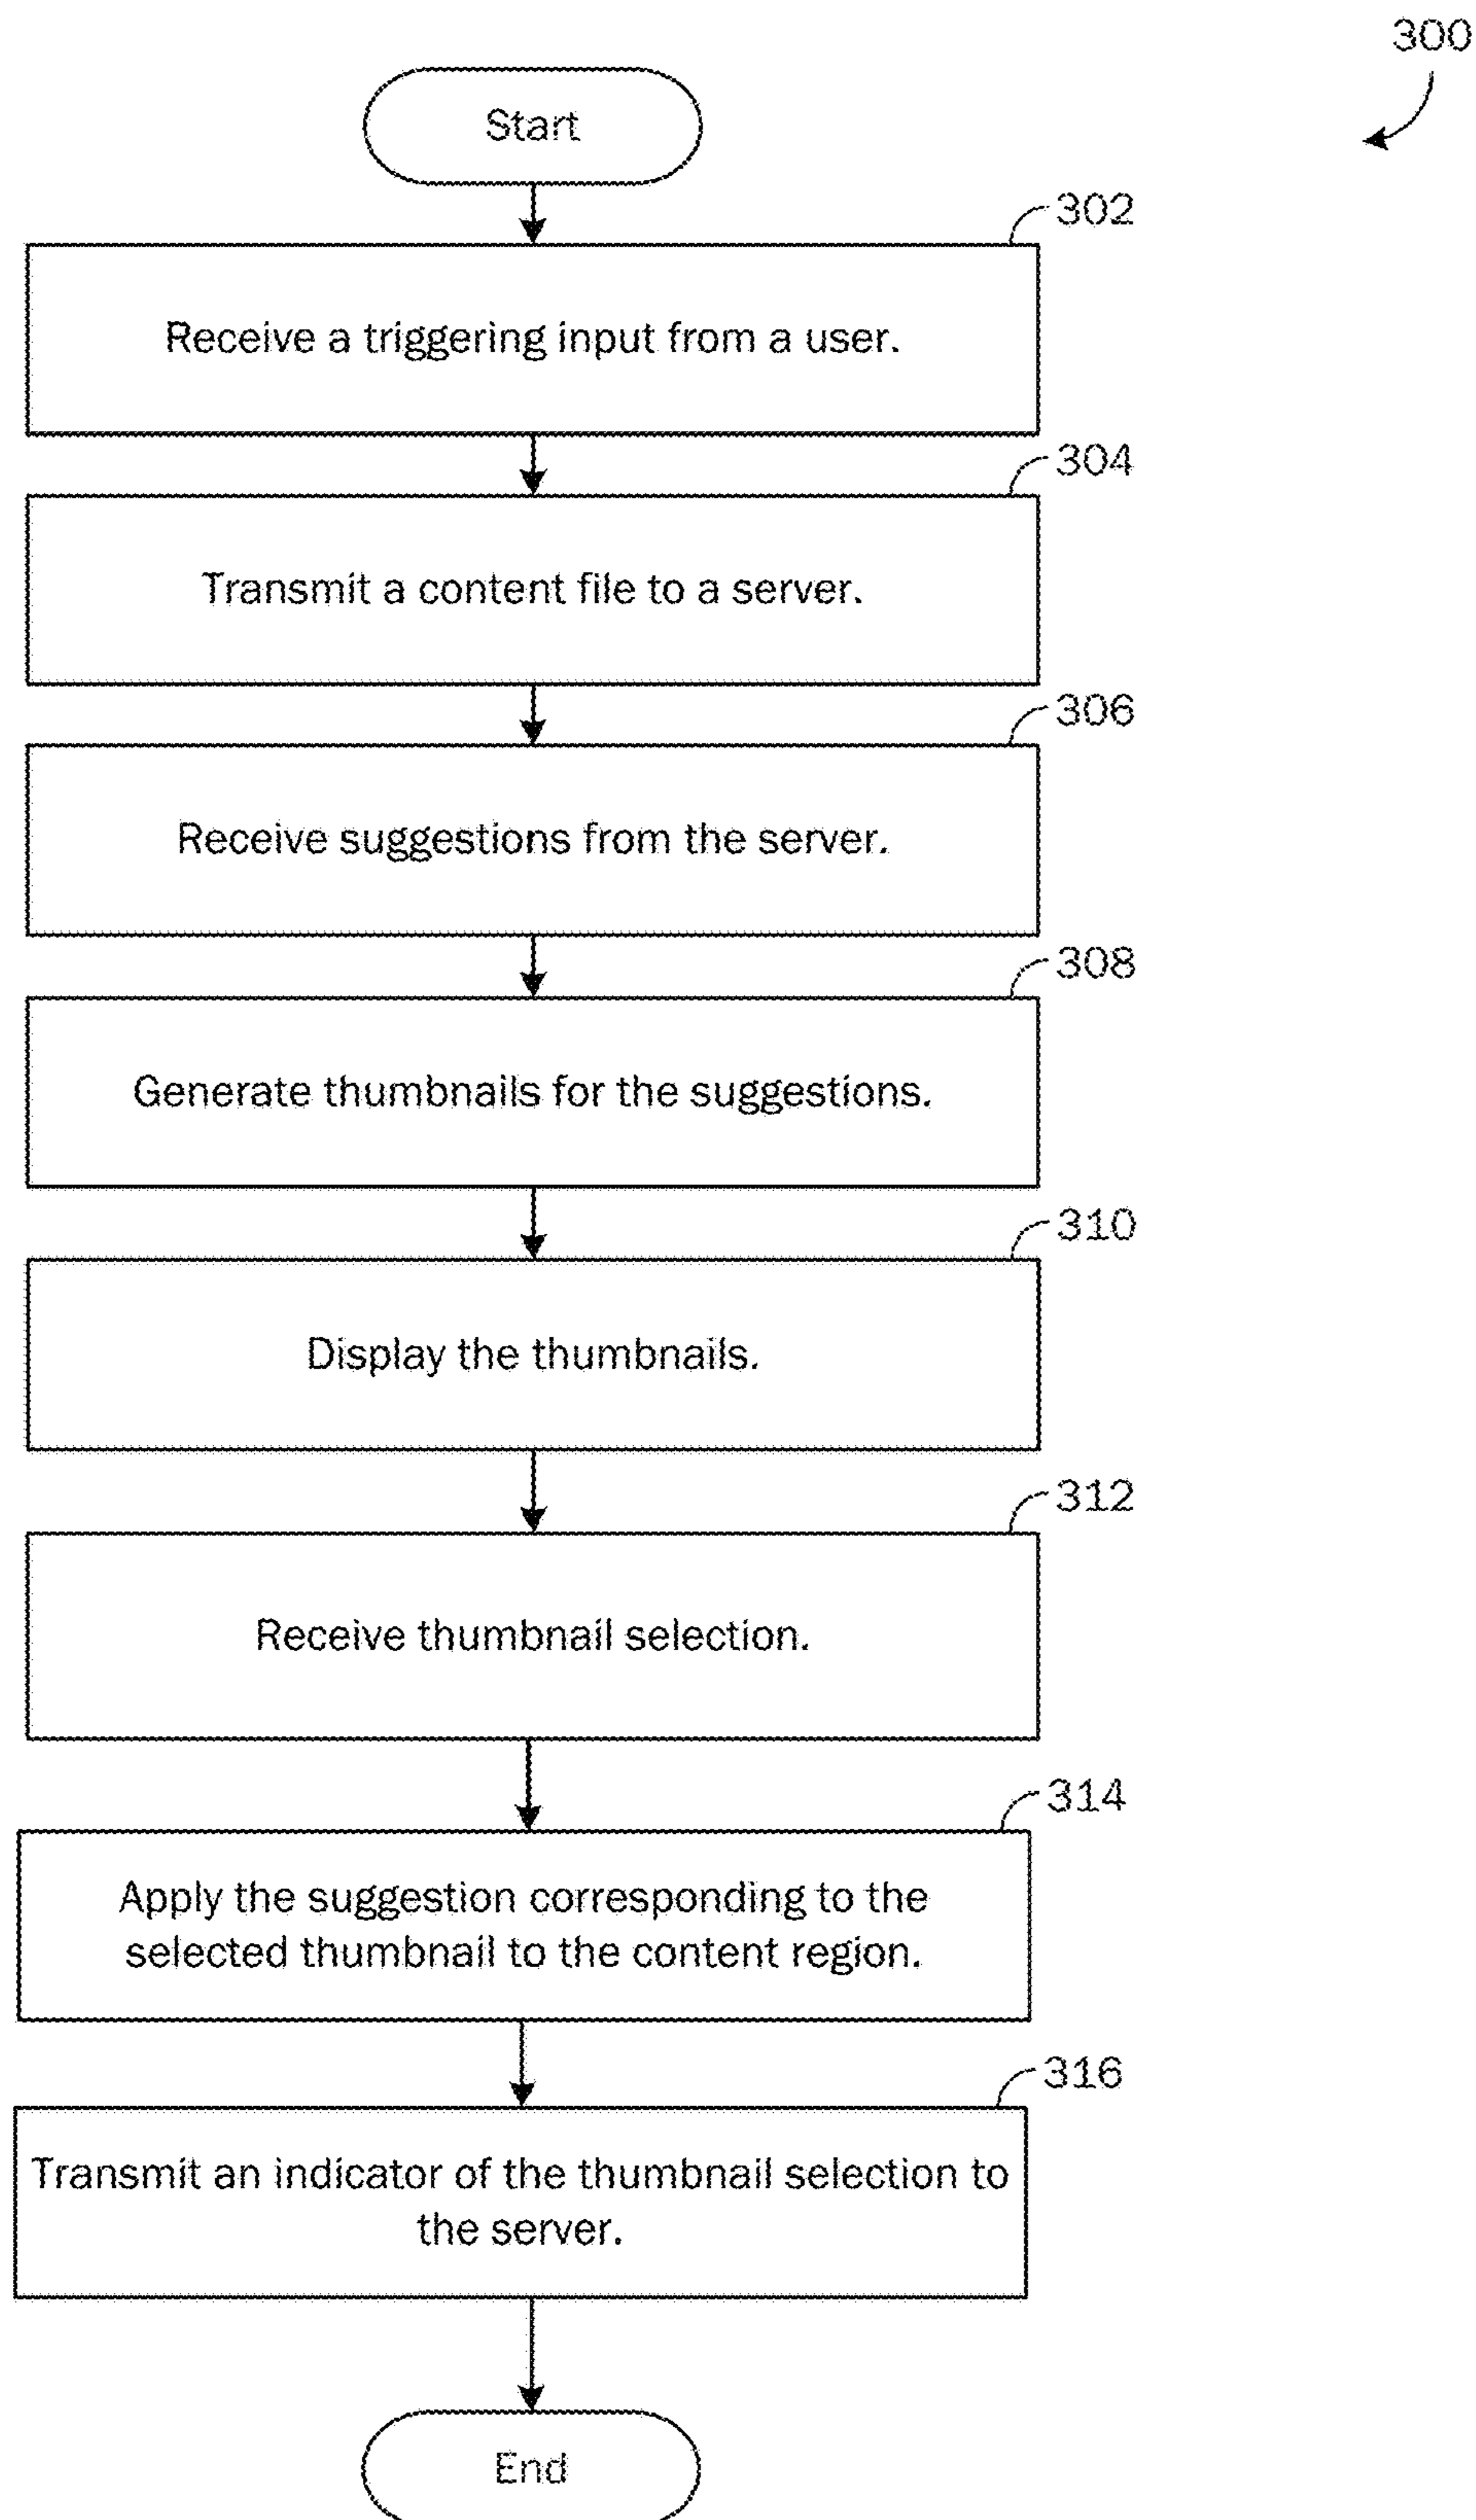 300
Start
302
Receive a triggering input from a user.
304
Transmit a content file to a server.
306
Receive suggestions from the server.
308
Generate thumbnails for the suggestions.
310
Display the thumbnails.
312
Receive thumbnail selection.
314
Apply the suggestion corresponding to the
selected thumbnail to the content region.
316
Transmit an indicator of the thumbnail selection to
the server.
End